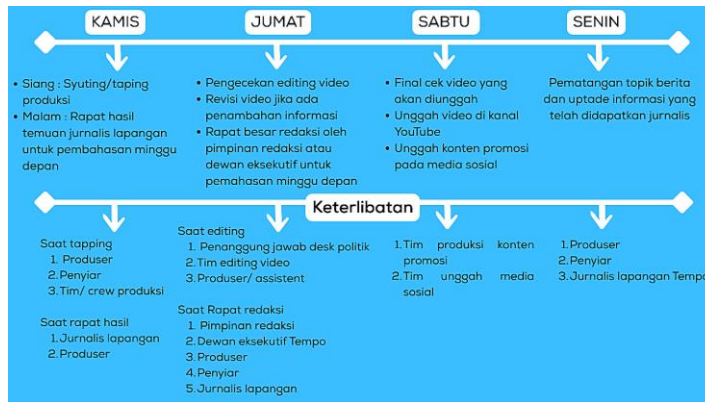 KAMIS
JUMAT
SABTU
SENIN
• Siang : Syuting/taping
produksi
• Malam : Rapat hasil
temuan jurnalis lapangan
untuk pembahasan minggu
depan
• Pengecekan editing video
• Revisi video jika ada
penambahan informasi
• Rapat besar redaksi oleh
pimpinan redaksi atau
dewan eksekutif untuk
pemahasan minggu depan
• Final cek video yang
akan diunggah
• Unggah video di kanal
YouTube
• Unggah konten promosi
pada media sosial
Pematangan topik berita
dan uptade informasi yang
telah didapatkan jurnalis
Keterlibatan
Saat tapping
1. Produser
2. Penyiar
3. Tim/ crew produksi
Saat rapat hasil
1. Jurnalis lapangan
2. Produser
Saat editing
1. Penanggung jawab desk politik
2. Tim editing video
3. Produser/ assistent
Saat Rapat redaksi
1. Pimpinan redaksi
2. Dewan eksekutif Tempo
3. Produser
4. Penyiar
5. Jurnalis lapangan
1. Tim produksi konten
promosi
2. Tim unggah media
sosial
1. Produser
2. Penyiar
3. Jurnalis lapangan Tempo